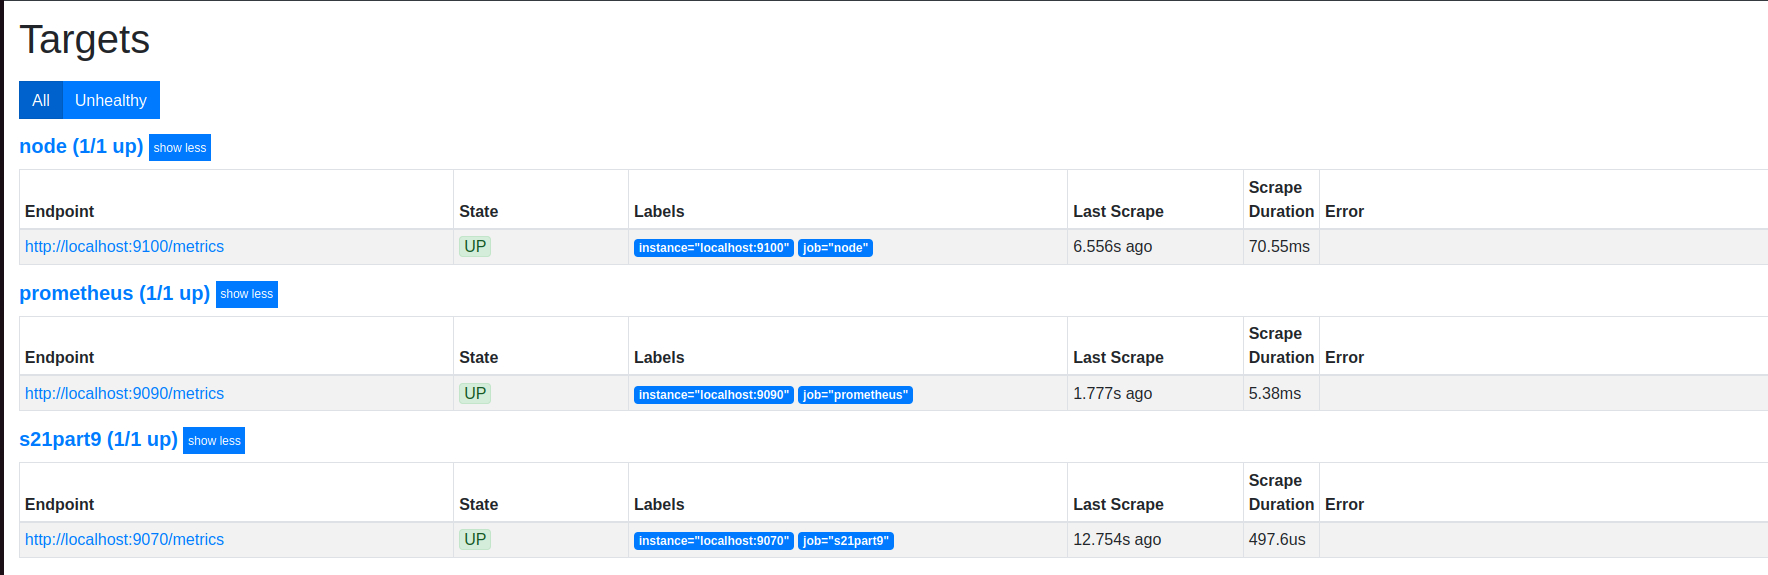 Targets
All Unhealthy
node (1/1 up) show less
Endpoint State Labels Last Scrape Scrape Duration Error
http://localhost:9100/metrics UP instance="localhost:9100" job="node" 6.556s ago 70.55ms
prometheus (1/1 up) show less
Endpoint State Labels Last Scrape Scrape Duration Error
http://localhost:9090/metrics UP instance="localhost:9090" job="prometheus" 1.777s ago 5.38ms
s21part9 (1/1 up) show less
Endpoint State Labels Last Scrape Scrape Duration Error
http://localhost:9070/metrics UP instance="localhost:9070" job="s21part9" 12.754s ago 497.6us